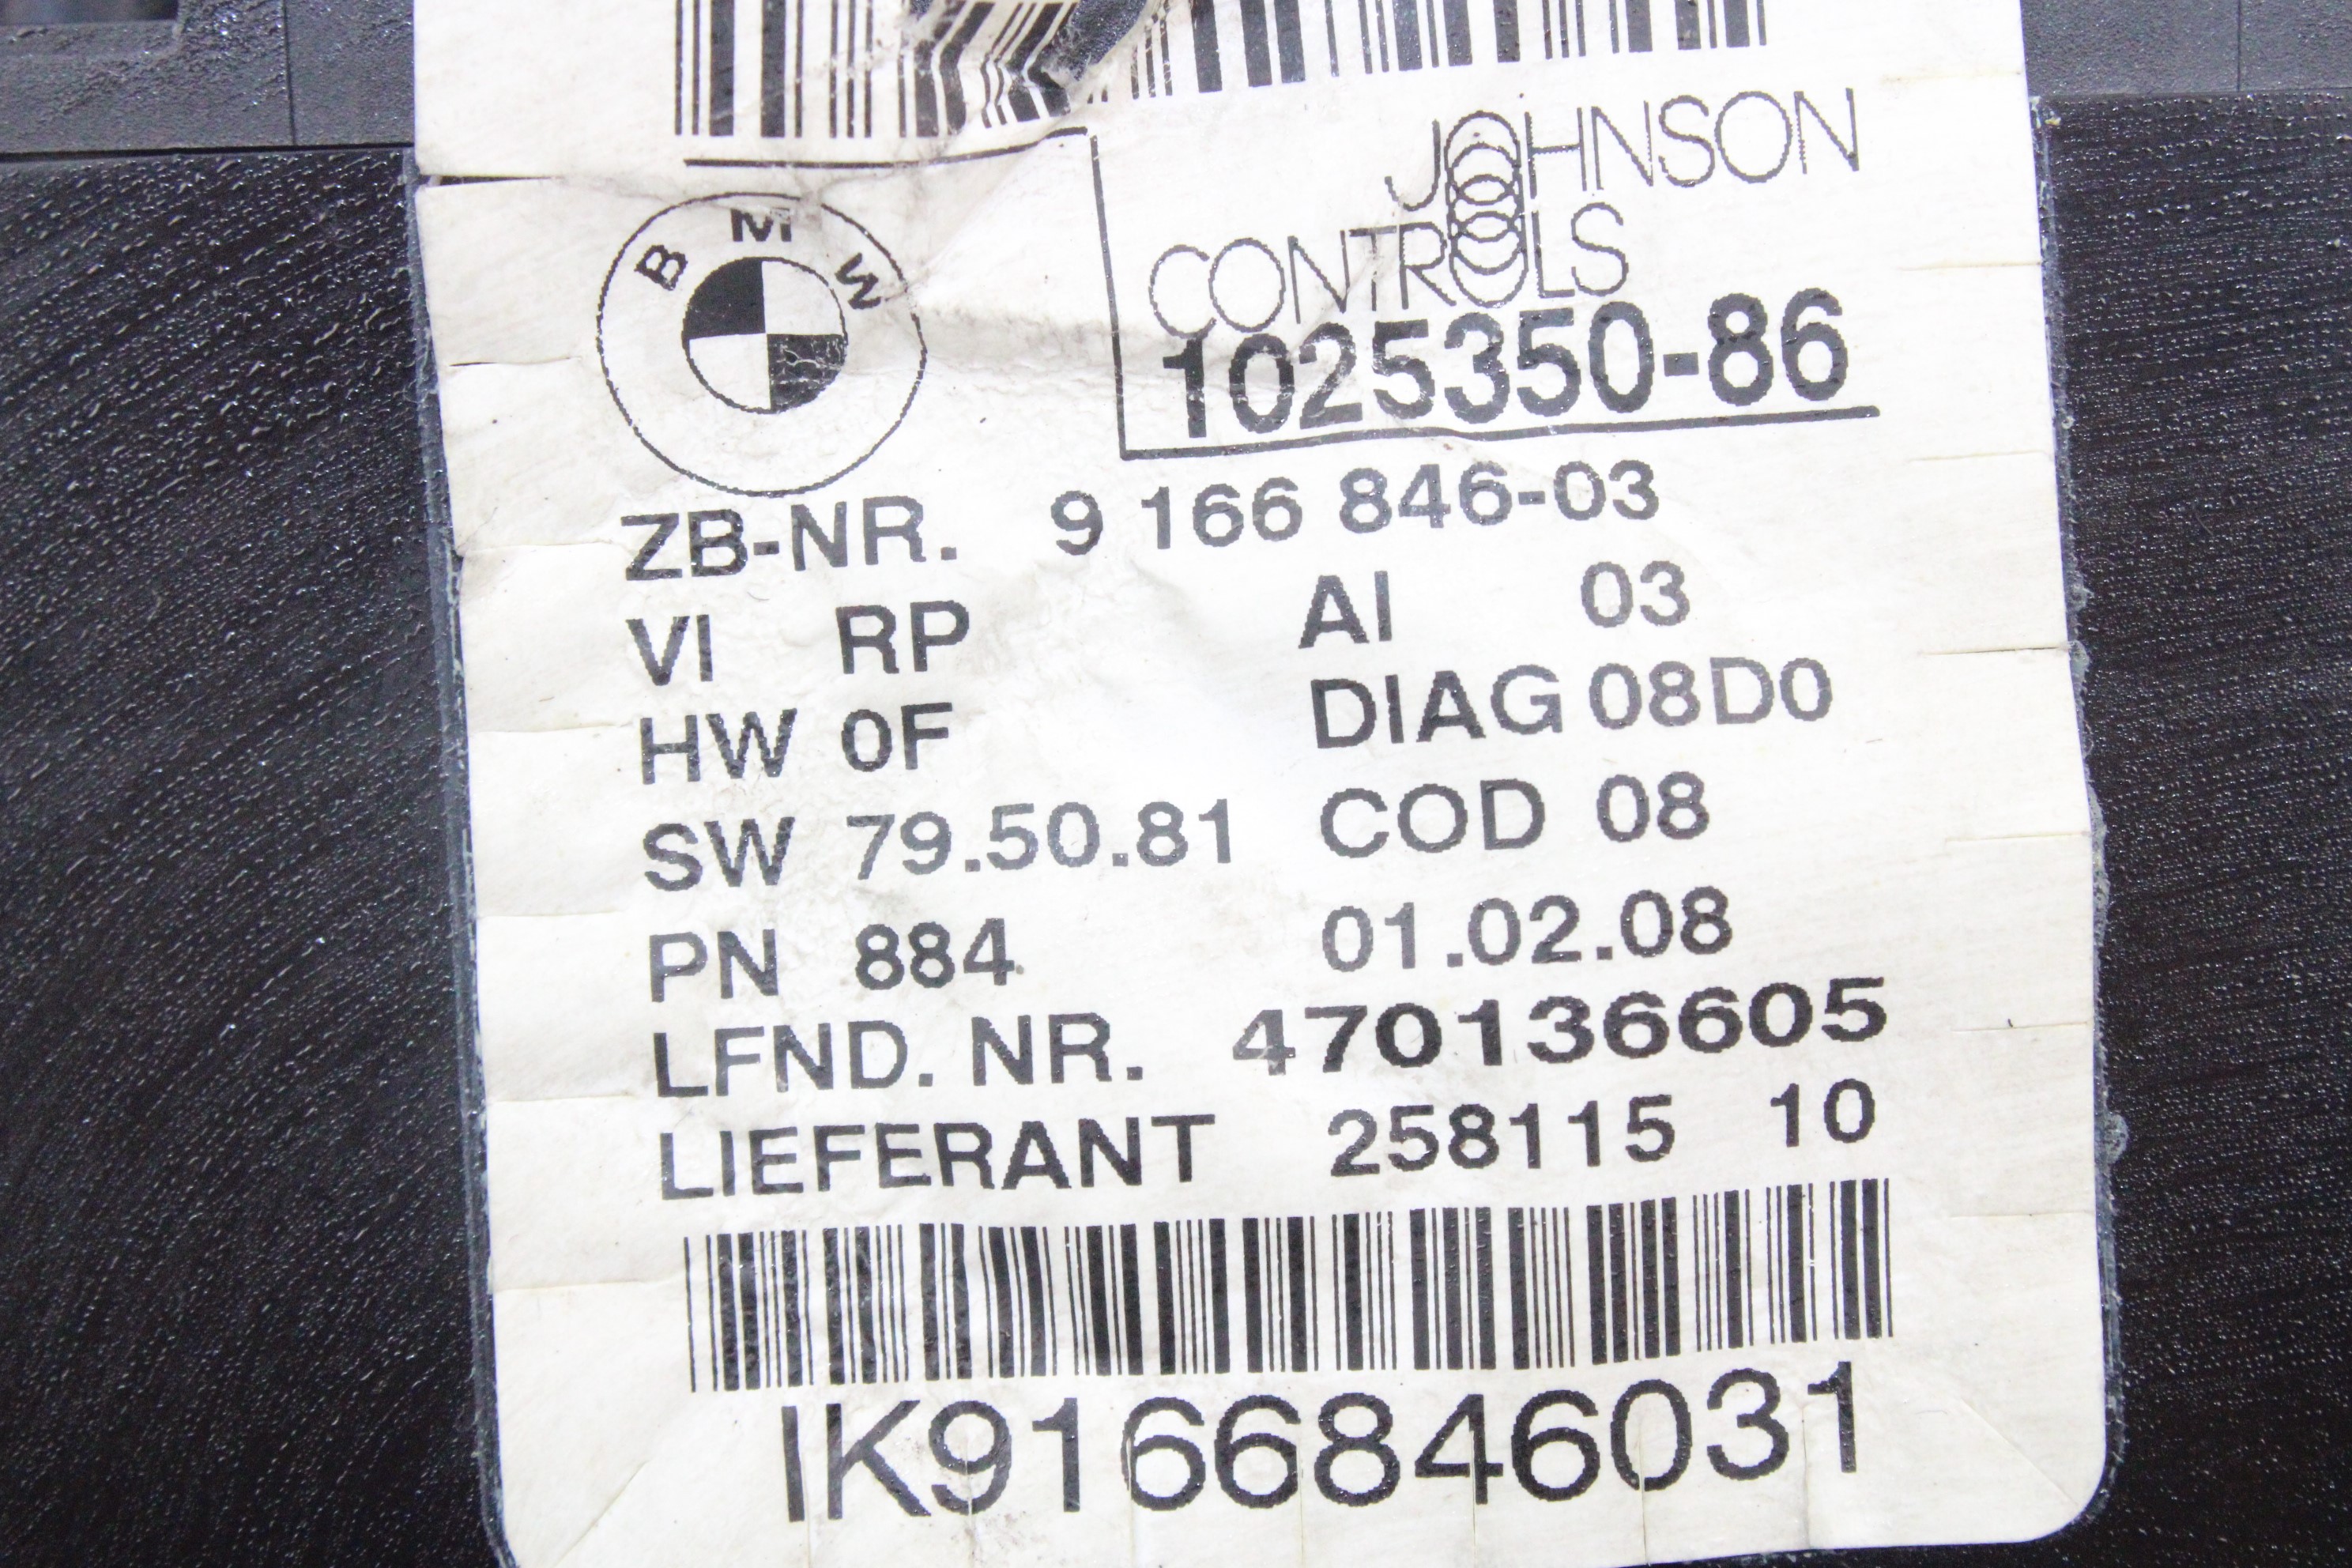 BMW
JOHNSON
CONTROLS
1025350-86
ZB-NR. 9 166 846-03
VI RP AI 03
HW 0F DIAG 08D0
SW 79.50.81 COD 08
PN 884 01.02.08
LFND. NR. 470136605
LIEFERANT 258115 10
IK9166846031